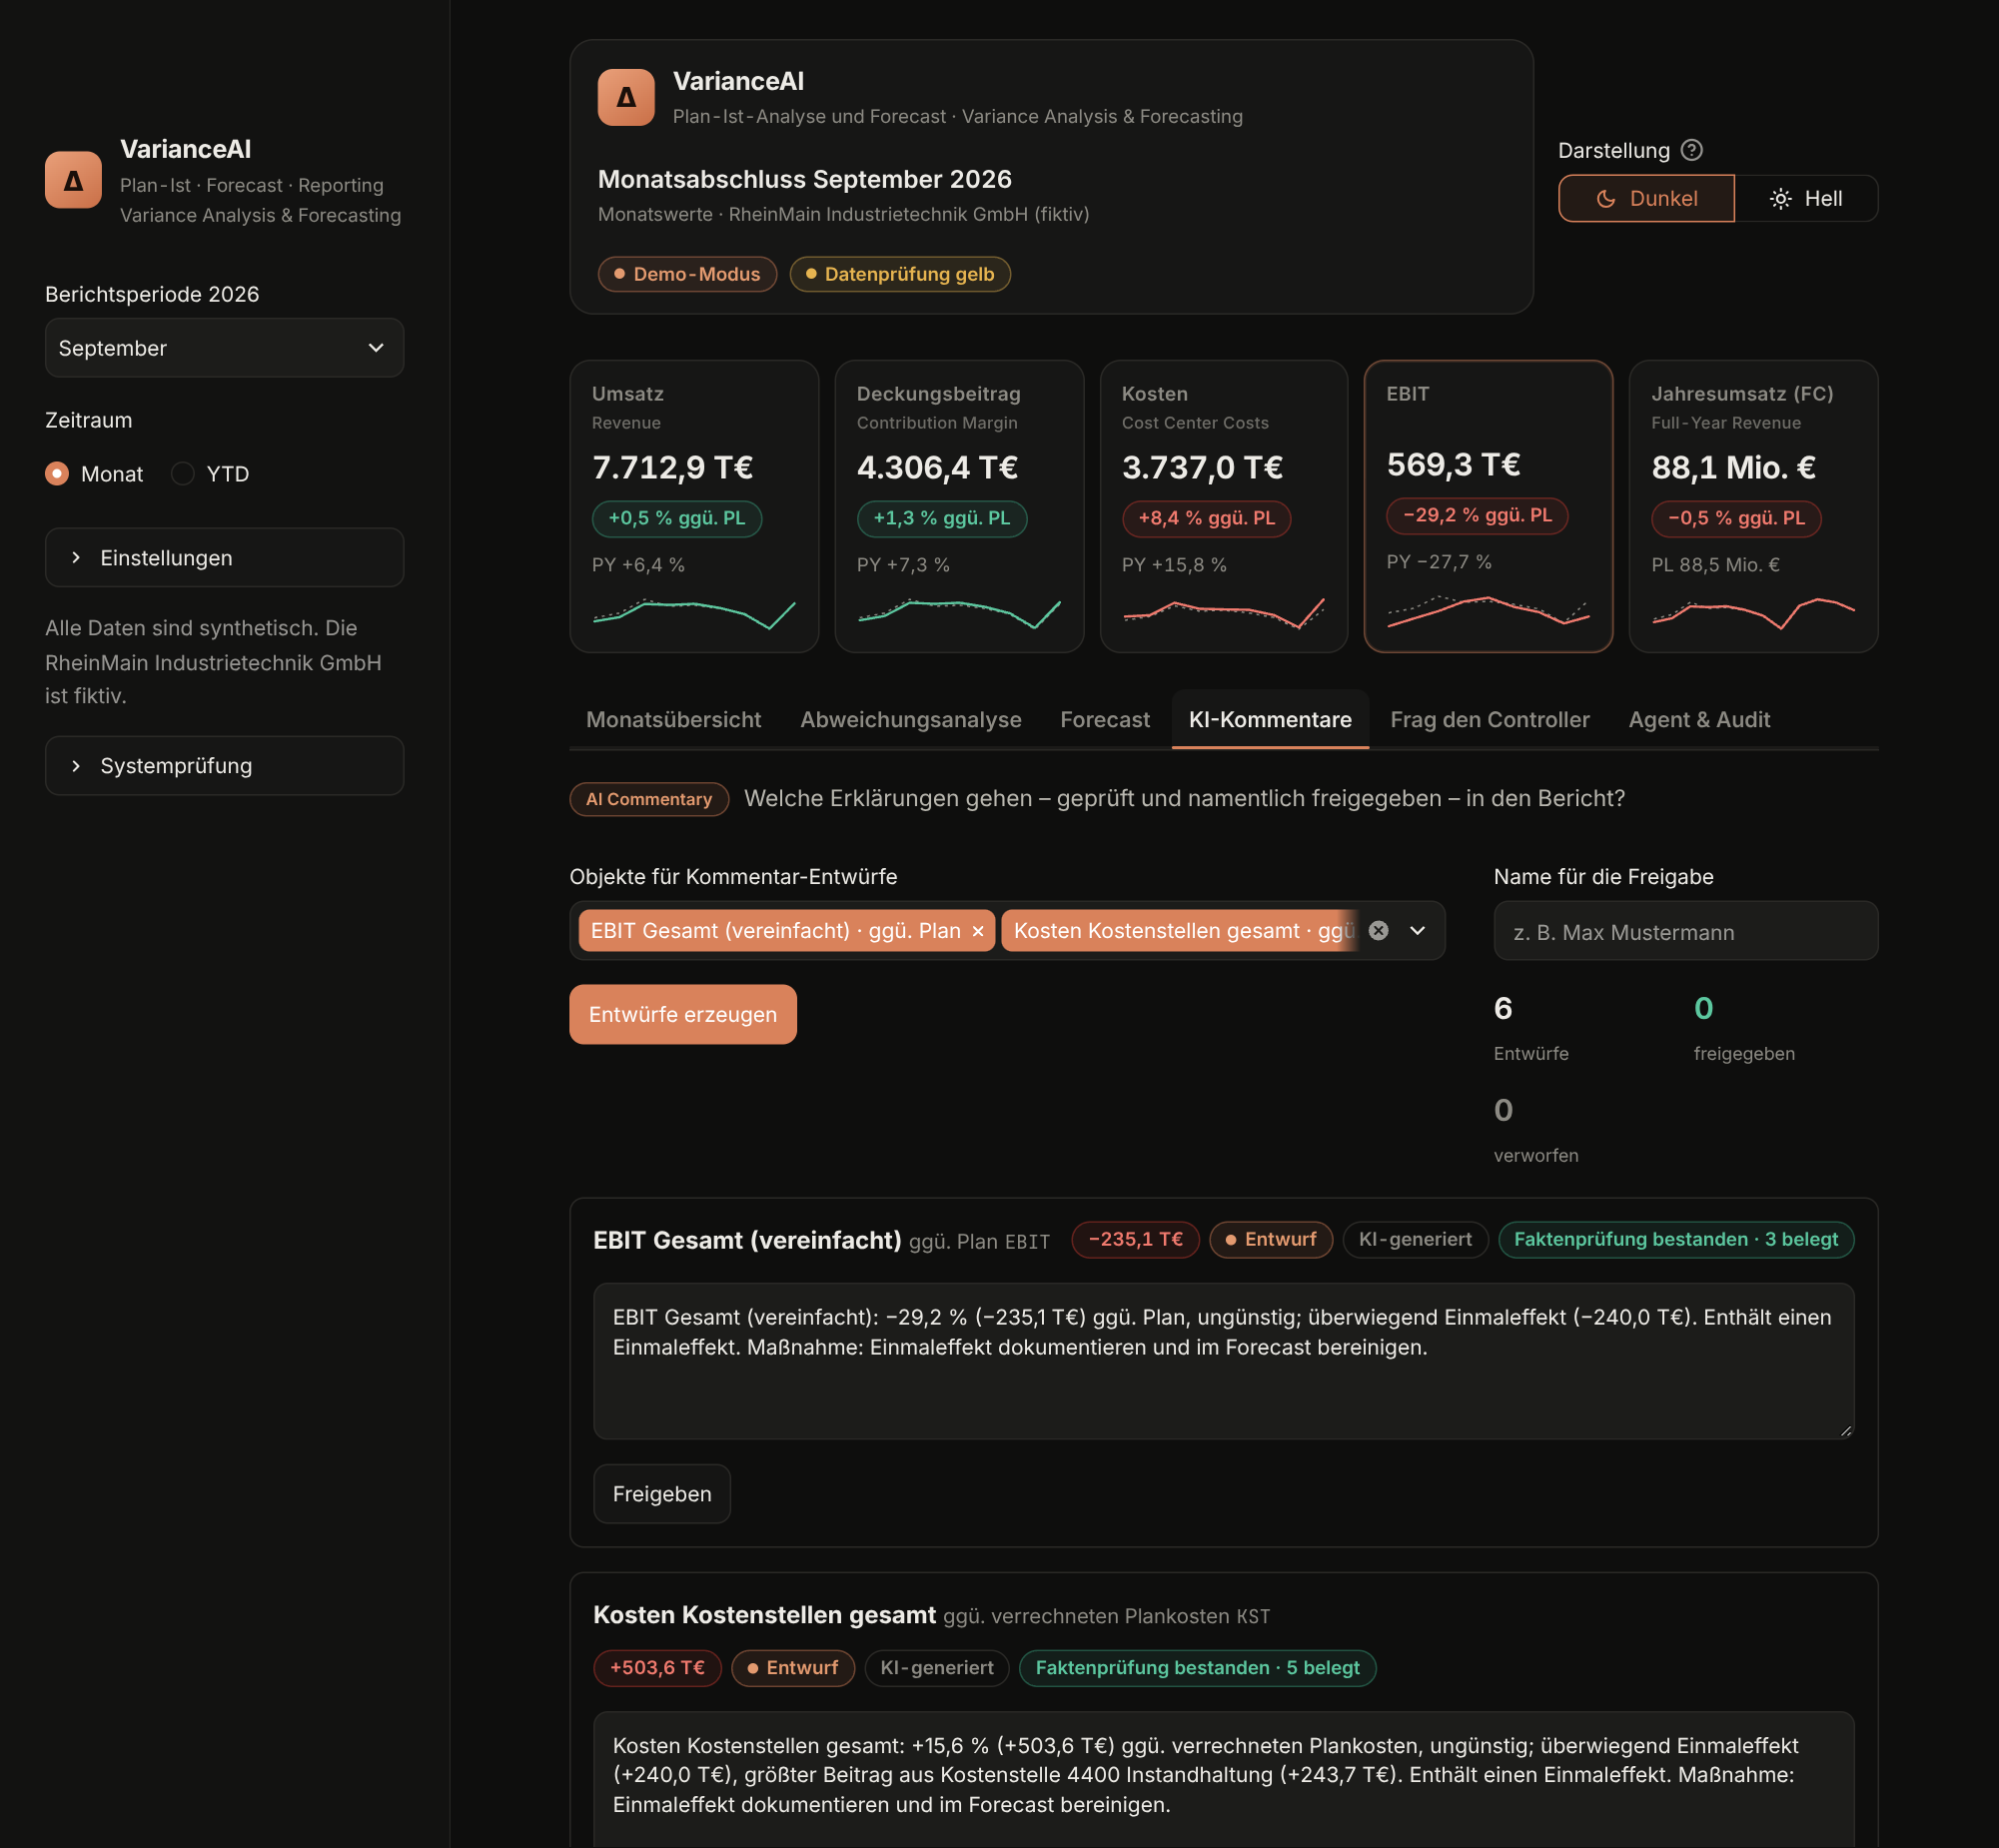 VarianceAI
Plan-Ist · Forecast · Reporting
Variance Analysis & Forecasting
Berichtsperiode 2026
September
Zeitraum
Monat
YTD
Einstellungen
Alle Daten sind synthetisch. Die
RheinMain Industrietechnik GmbH
ist fiktiv.
Systemprüfung
VarianceAI
Plan-Ist-Analyse und Forecast · Variance Analysis & Forecasting
Monatsabschluss September 2026
Monatswerte · RheinMain Industrietechnik GmbH (fiktiv)
Demo-Modus
Datenprüfung gelb
Darstellung
Dunkel
Hell
Umsatz
Revenue
7.712,9 T€
+0,5 % ggü. PL
PY +6,4 %
Deckungsbeitrag
Contribution Margin
4.306,4 T€
+1,3 % ggü. PL
PY +7,3 %
Kosten
Cost Center Costs
3.737,0 T€
+8,4 % ggü. PL
PY +15,8 %
EBIT
569,3 T€
−29,2 % ggü. PL
PY −27,7 %
Jahresumsatz (FC)
Full-Year Revenue
88,1 Mio. €
−0,5 % ggü. PL
PL 88,5 Mio. €
Monatsübersicht
Abweichungsanalyse
Forecast
KI-Kommentare
Frag den Controller
Agent & Audit
AI Commentary
Welche Erklärungen gehen – geprüft und namentlich freigegeben – in den Bericht?
Objekte für Kommentar-Entwürfe
EBIT Gesamt (vereinfacht) · ggü. Plan
Kosten Kostenstellen gesamt · ggü
Entwürfe erzeugen
Name für die Freigabe
z. B. Max Mustermann
6
Entwürfe
0
freigegeben
0
verworfen
EBIT Gesamt (vereinfacht) ggü. Plan EBIT
−235,1 T€
Entwurf
KI-generiert
Faktenprüfung bestanden · 3 belegt
EBIT Gesamt (vereinfacht): −29,2 % (−235,1 T€) ggü. Plan, ungünstig; überwiegend Einmaleffekt (−240,0 T€). Enthält einen
Einmaleffekt. Maßnahme: Einmaleffekt dokumentieren und im Forecast bereinigen.
Freigeben
Kosten Kostenstellen gesamt ggü. verrechneten Plankosten KST
+503,6 T€
Entwurf
KI-generiert
Faktenprüfung bestanden · 5 belegt
Kosten Kostenstellen gesamt: +15,6 % (+503,6 T€) ggü. verrechneten Plankosten, ungünstig; überwiegend Einmaleffekt
(+240,0 T€), größter Beitrag aus Kostenstelle 4400 Instandhaltung (+243,7 T€). Enthält einen Einmaleffekt. Maßnahme:
Einmaleffekt dokumentieren und im Forecast bereinigen.